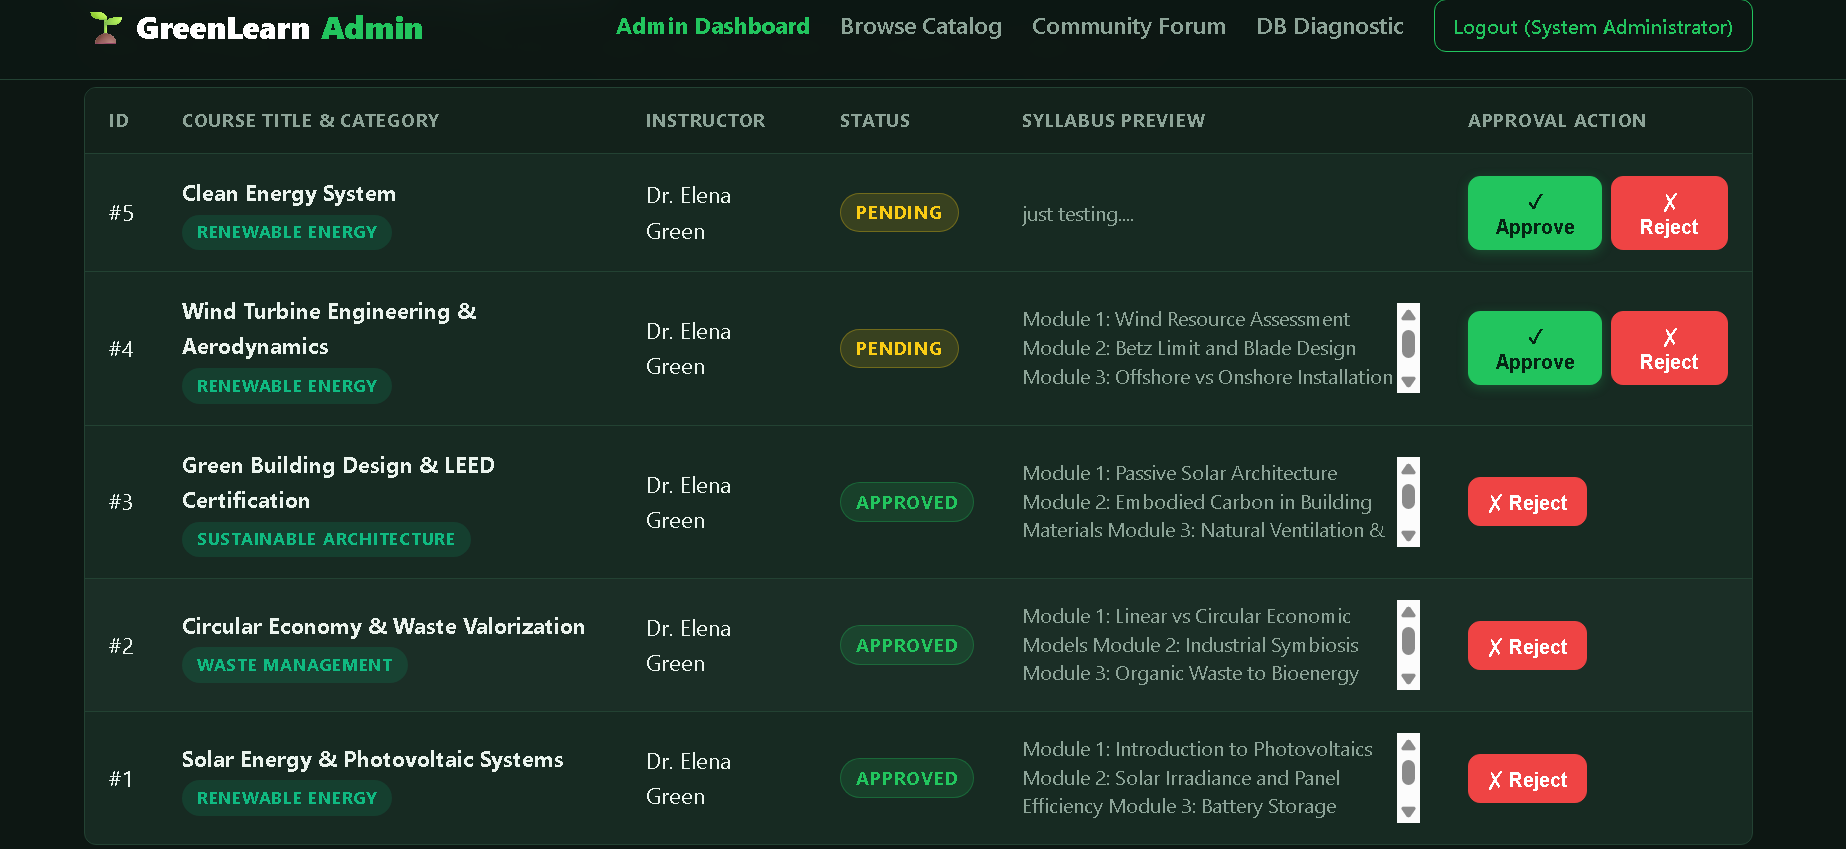 GreenLearn Admin
Admin Dashboard
Browse Catalog
Community Forum
DB Diagnostic
Logout (System Administrator)
ID
COURSE TITLE & CATEGORY
INSTRUCTOR
STATUS
SYLLABUS PREVIEW
APPROVAL ACTION
#5
Clean Energy System
RENEWABLE ENERGY
Dr. Elena
Green
PENDING
just testing....
✓
Approve
✗
Reject
#4
Wind Turbine Engineering &
Aerodynamics
RENEWABLE ENERGY
Dr. Elena
Green
PENDING
Module 1: Wind Resource Assessment
Module 2: Betz Limit and Blade Design
Module 3: Offshore vs Onshore Installation
✓
Approve
✗
Reject
#3
Green Building Design & LEED
Certification
SUSTAINABLE ARCHITECTURE
Dr. Elena
Green
APPROVED
Module 1: Passive Solar Architecture
Module 2: Embodied Carbon in Building
Materials Module 3: Natural Ventilation &
✗ Reject
#2
Circular Economy & Waste Valorization
WASTE MANAGEMENT
Dr. Elena
Green
APPROVED
Module 1: Linear vs Circular Economic
Models Module 2: Industrial Symbiosis
Module 3: Organic Waste to Bioenergy
✗ Reject
#1
Solar Energy & Photovoltaic Systems
RENEWABLE ENERGY
Dr. Elena
Green
APPROVED
Module 1: Introduction to Photovoltaics
Module 2: Solar Irradiance and Panel
Efficiency Module 3: Battery Storage
✗ Reject